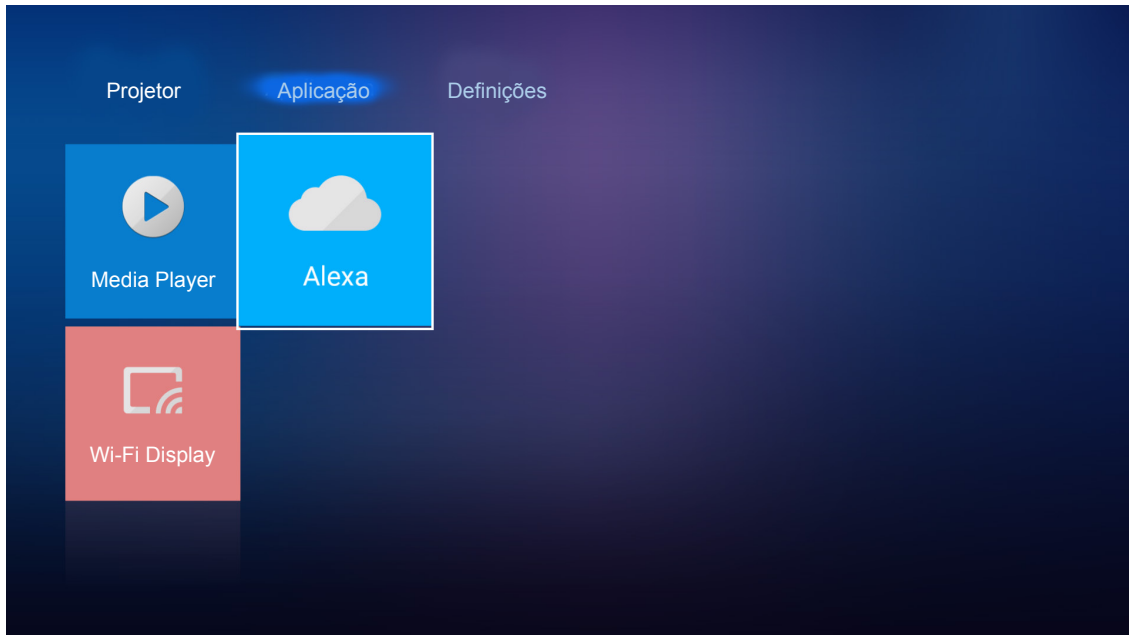 Projetor
Aplicação
Definições
Media Player
Alexa
Wi-Fi Display